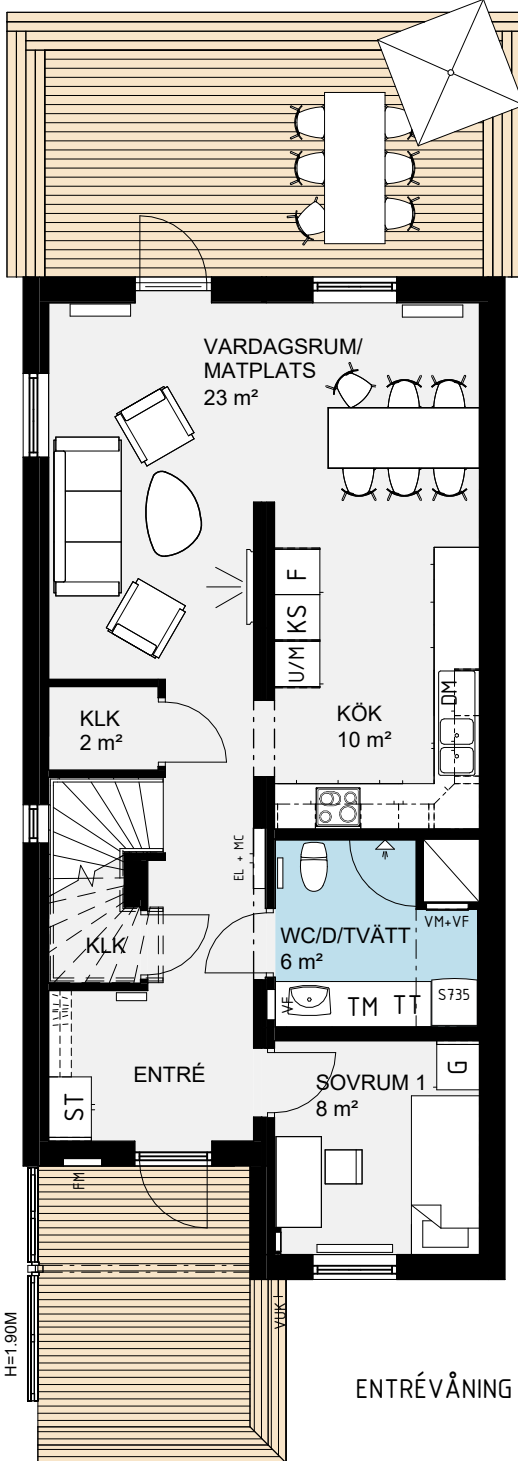 VARDAGSRUM/
MATPLATS
23 m²
F
KS
U/M
KLK
2 m²
KÖK
10 m²
DM
EL + MC
KLK
WC/D/TVÄTT
6 m²
VM+VF
VF
TM
TT
S735
ENTRÉ
ST
SOVRUM 1
8 m²
G
FM
VUK
H=1.90M
ENTRÉVÅNING